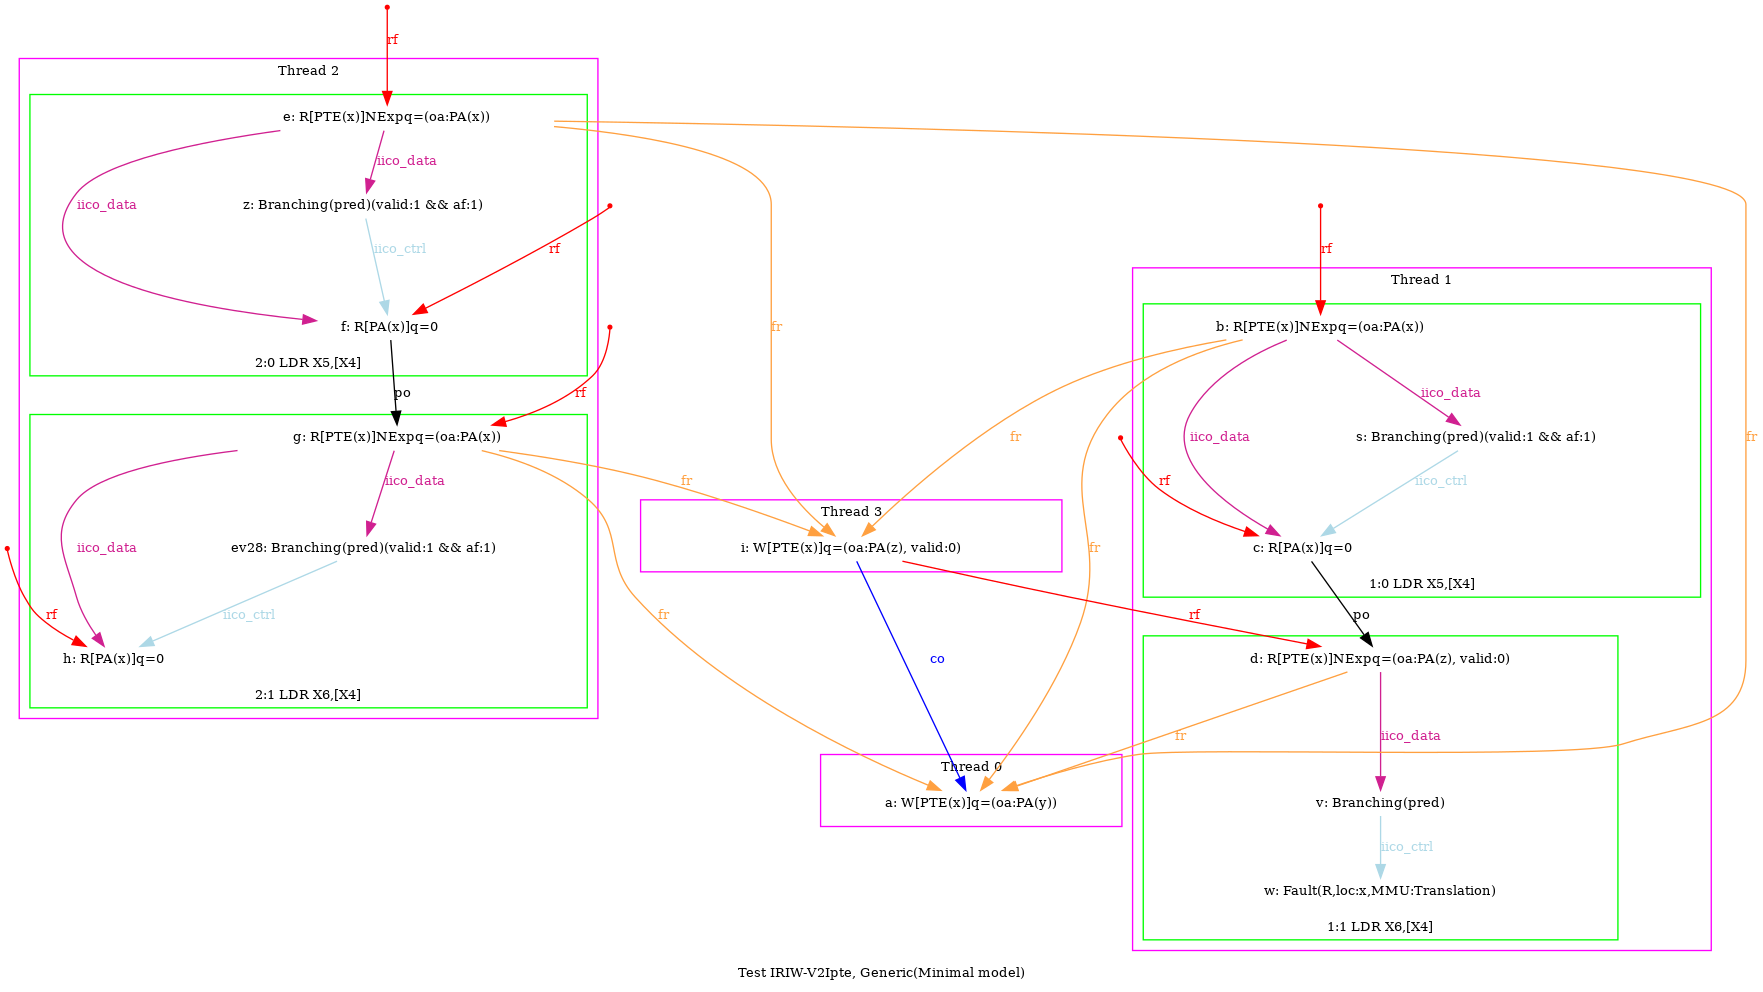 rf
Thread 2
e: R[PTE(x)]NExpq=(oa:PA(x))
iico_data
iico_data
z: Branching(pred)(valid:1 && af:1)
iico_ctrl
rf
rf
f: R[PA(x)]q=0
2:0 LDR X5,[X4]
po
rf
fr
fr
g: R[PTE(x)]NExpq=(oa:PA(x))
iico_data
iico_data
fr
ev28: Branching(pred)(valid:1 && af:1)
iico_ctrl
rf
fr
h: R[PA(x)]q=0
2:1 LDR X6,[X4]
Thread 1
b: R[PTE(x)]NExpq=(oa:PA(x))
iico_data
iico_data
fr
s: Branching(pred)(valid:1 && af:1)
rf
iico_ctrl
Thread 3
i: W[PTE(x)]q=(oa:PA(z), valid:0)
fr
c: R[PA(x)]q=0
1:0 LDR X5,[X4]
rf
po
co
d: R[PTE(x)]NExpq=(oa:PA(z), valid:0)
fr
iico_data
Thread 0
a: W[PTE(x)]q=(oa:PA(y))
v: Branching(pred)
iico_ctrl
w: Fault(R,loc:x,MMU:Translation)
1:1 LDR X6,[X4]
Test IRIW-V2Ipte, Generic(Minimal model)